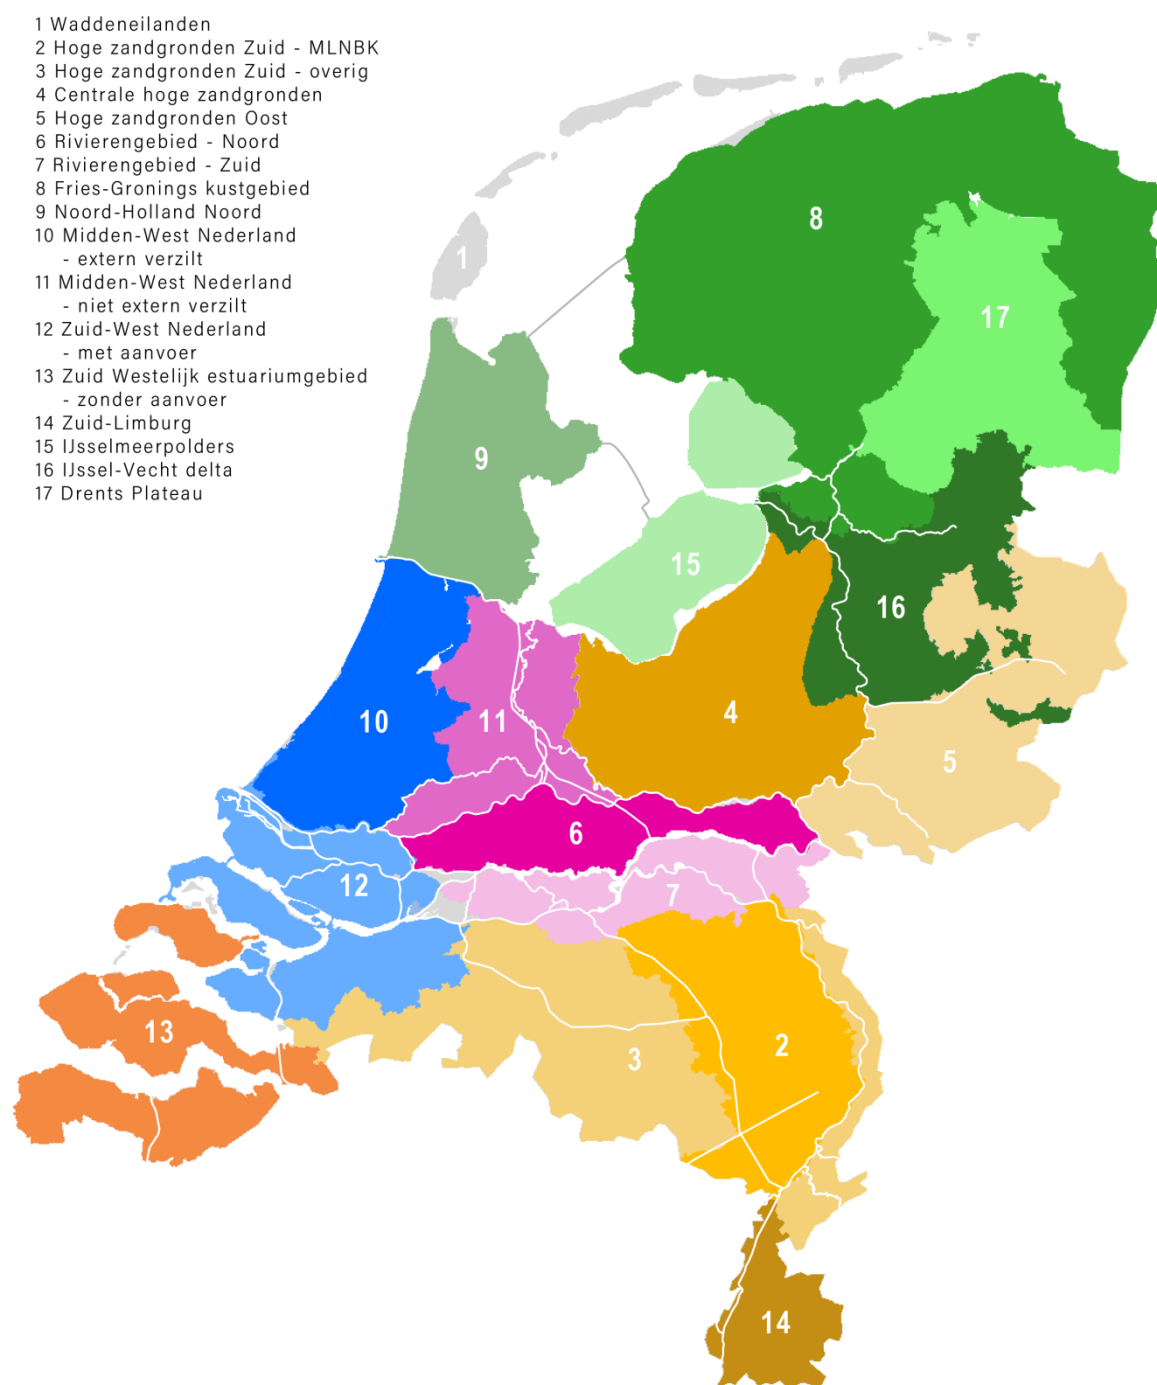 1 Waddeneilanden
2 Hoge zandgronden Zuid - MLNBK
3 Hoge zandgronden Zuid - overig
4 Centrale hoge zandgronden
5 Hoge zandgronden Oost
6 Rivierengebied - Noord
7 Rivierengebied - Zuid
8 Fries-Gronings kustgebied
9 Noord-Holland Noord
10 Midden-West Nederland
- extern verzilt
11 Midden-West Nederland
- niet extern verzilt
12 Zuid-West Nederland
- met aanvoer
13 Zuid Westelijk estuariumgebied
- zonder aanvoer
14 Zuid-Limburg
15 IJsselmeerpolders
16 IJssel-Vecht delta
17 Drents Plateau
8
1
17
9
15
16
4
10
11
5
6
12
7
13
2
3
14